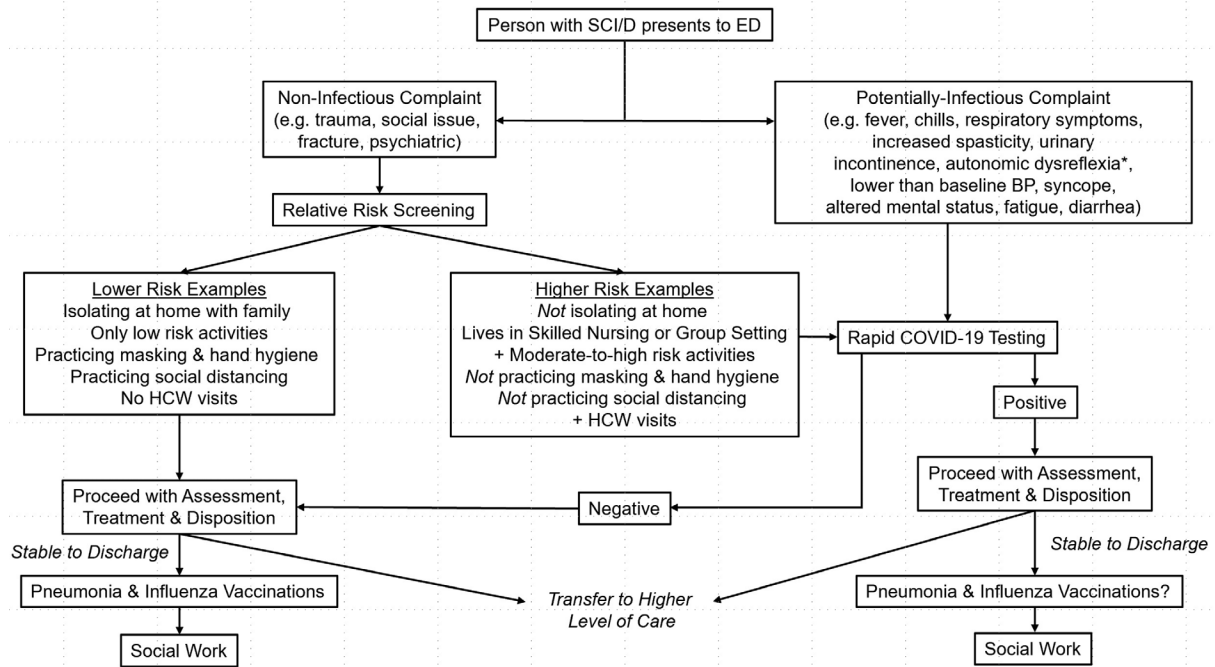 Person with SCI/D presents to ED
Non-Infectious Complaint
(e.g. trauma, social issue,
fracture, psychiatric)
Potentially-Infectious Complaint
(e.g. fever, chills, respiratory symptoms,
increased spasticity, urinary
incontinence, autonomic dysreflexia*,
lower than baseline BP, syncope,
altered mental status, fatigue, diarrhea)
Relative Risk Screening
Lower Risk Examples
Isolating at home with family
Only low risk activities
Practicing masking & hand hygiene
Practicing social distancing
No HCW visits
Higher Risk Examples
Not isolating at home
Lives in Skilled Nursing or Group Setting
+ Moderate-to-high risk activities
Not practicing masking & hand hygiene
Not practicing social distancing
+ HCW visits
Rapid COVID-19 Testing
Positive
Proceed with Assessment,
Treatment & Disposition
Negative
Proceed with Assessment,
Treatment & Disposition
Stable to Discharge
Stable to Discharge
Pneumonia & Influenza Vaccinations
Transfer to Higher
Level of Care
Pneumonia & Influenza Vaccinations?
Social Work
Social Work